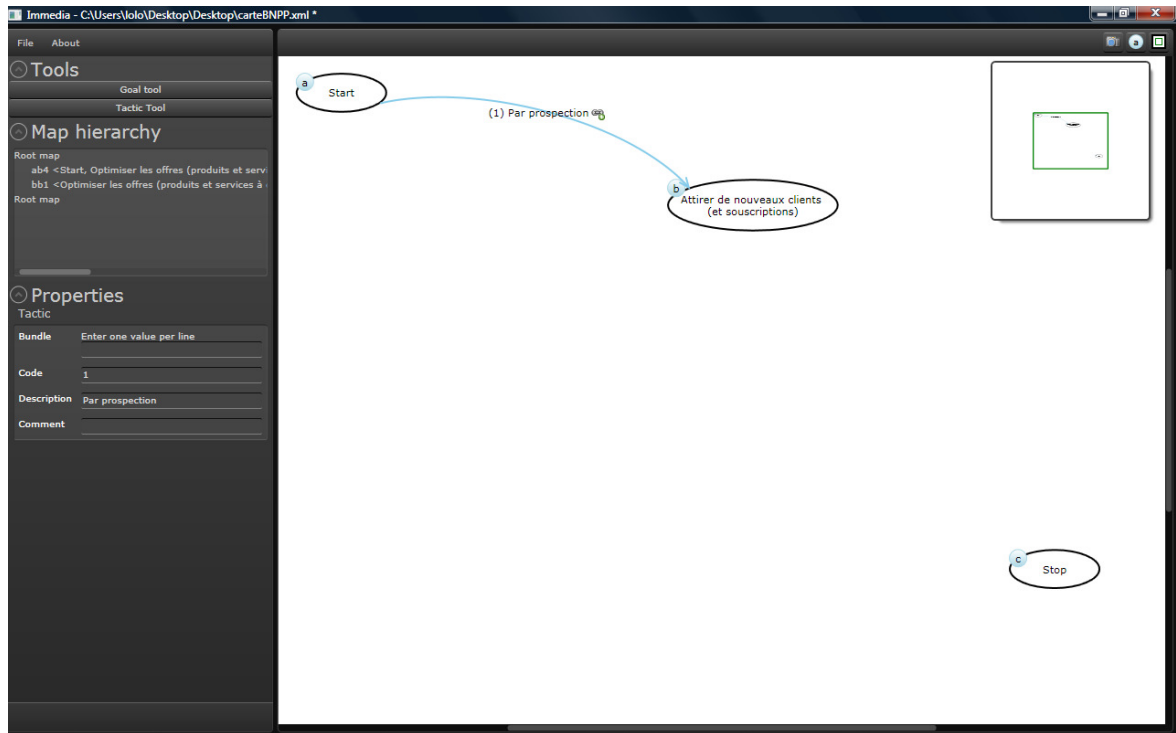 Immedia - C:\Users\lolo\Desktop\Desktop\carteBNPP.xml *
File About
a
Tools
Goal tool
Tactic Tool
Map hierarchy
Root map
ab4 <Start, Optimiser les offres (produits et serv
bb1 <Optimiser les offres (produits et services à
Root map
Properties
Tactic
Bundle Enter one value per line
Code 1
Description Par prospection
Comment
a
Start
(1) Par prospection
b
Attirer de nouveaux clients
(et souscriptions)
c
Stop